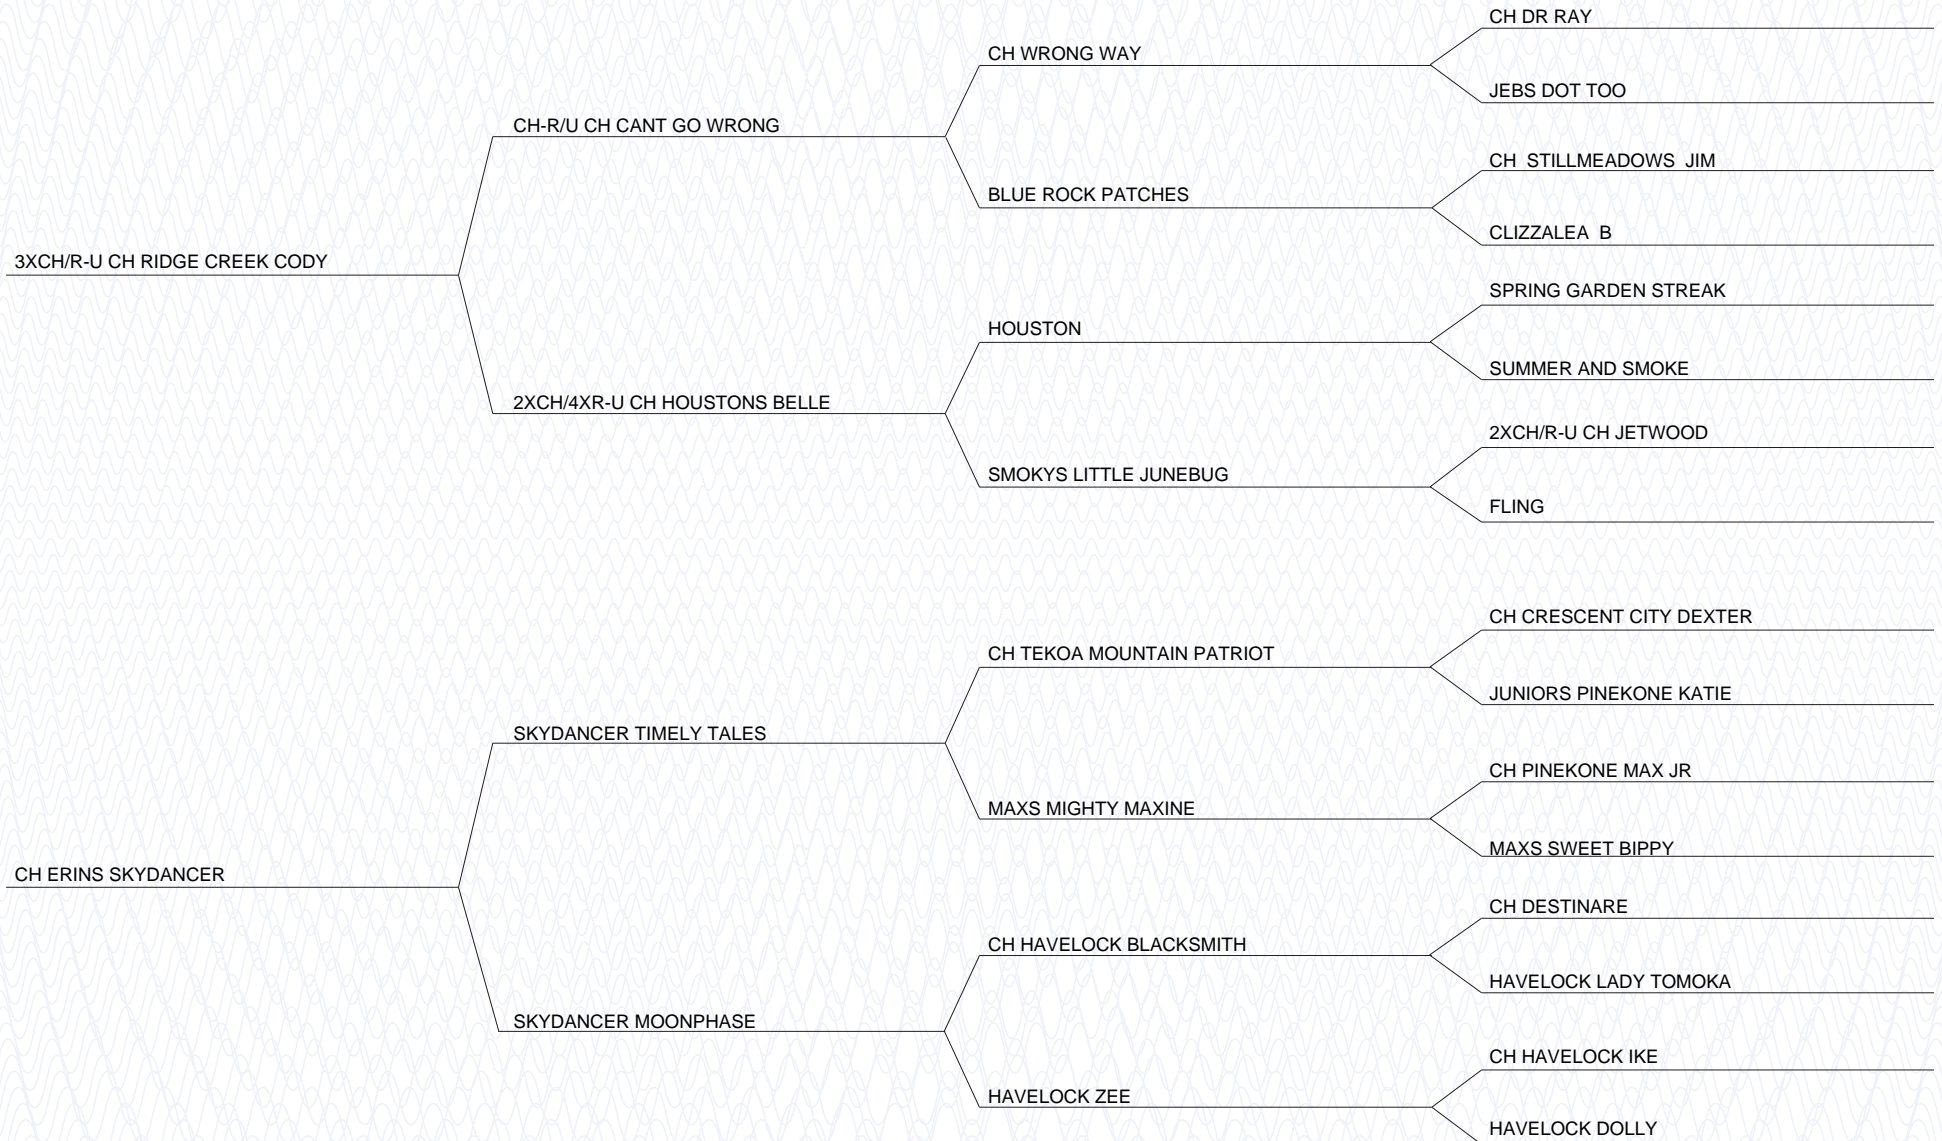 CH DR RAY
CH WRONG WAY
JEBS DOT TOO
CH-R/U CH CANT GO WRONG
CH  STILLMEADOWS  JIM
BLUE ROCK PATCHES
CLIZZALEA  B
3XCH/R-U CH RIDGE CREEK CODY
SPRING GARDEN STREAK
HOUSTON
SUMMER AND SMOKE
2XCH/4XR-U CH HOUSTONS BELLE
2XCH/R-U CH JETWOOD
SMOKYS LITTLE JUNEBUG
FLING
CH CRESCENT CITY DEXTER
CH TEKOA MOUNTAIN PATRIOT
JUNIORS PINEKONE KATIE
SKYDANCER TIMELY TALES
CH PINEKONE MAX JR
MAXS MIGHTY MAXINE
MAXS SWEET BIPPY
CH ERINS SKYDANCER
CH DESTINARE
CH HAVELOCK BLACKSMITH
HAVELOCK LADY TOMOKA
SKYDANCER MOONPHASE
CH HAVELOCK IKE
HAVELOCK ZEE
HAVELOCK DOLLY